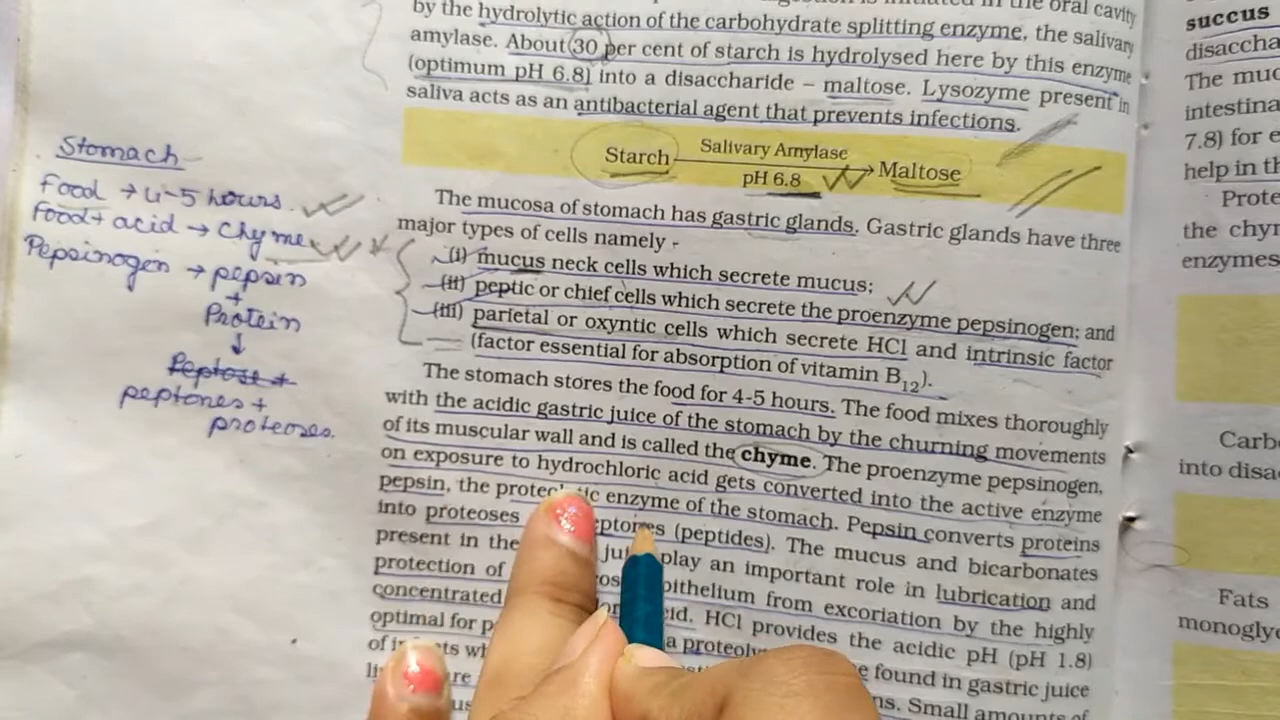 Stomach
Food → 4-5 hours.
Food + acid → Chyme
Pepsinogen → pepsin
+
Protein
↓
peptones +
proteoses.
in the oral cavity
by the hydrolytic action of the carbohydrate splitting enzyme, the salivary
amylase. About 30 per cent of starch is hydrolysed here by this enzyme
(optimum pH 6.8) into a disaccharide – maltose. Lysozyme present in
saliva acts as an antibacterial agent that prevents infections.
Starch Salivary Amylase → Maltose
pH 6.8
The mucosa of stomach has gastric glands. Gastric glands have three
major types of cells namely -
(i) mucus neck cells which secrete mucus;
(ii) peptic or chief cells which secrete the proenzyme pepsinogen; and
(iii) parietal or oxyntic cells which secrete HCl and intrinsic factor
(factor essential for absorption of vitamin B12).
The stomach stores the food for 4-5 hours. The food mixes thoroughly
with the acidic gastric juice of the stomach by the churning movements
of its muscular wall and is called the chyme. The proenzyme pepsinogen,
on exposure to hydrochloric acid gets converted into the active enzyme
pepsin, the enzyme of the stomach. Pepsin converts proteins
into proteoses (peptides). The mucus and bicarbonates
present in the play an important role in lubrication and
protection of epithelium from excoriation by the highly
concentrated HCl provides the acidic pH (pH 1.8)
optimal for
of found in gastric juice
Small amounts of
succus
disaccha
The muc
intestina
7.8) for e
help in th
Prote
the chyr
enzymes
Carb
into disa
Fats
monogly